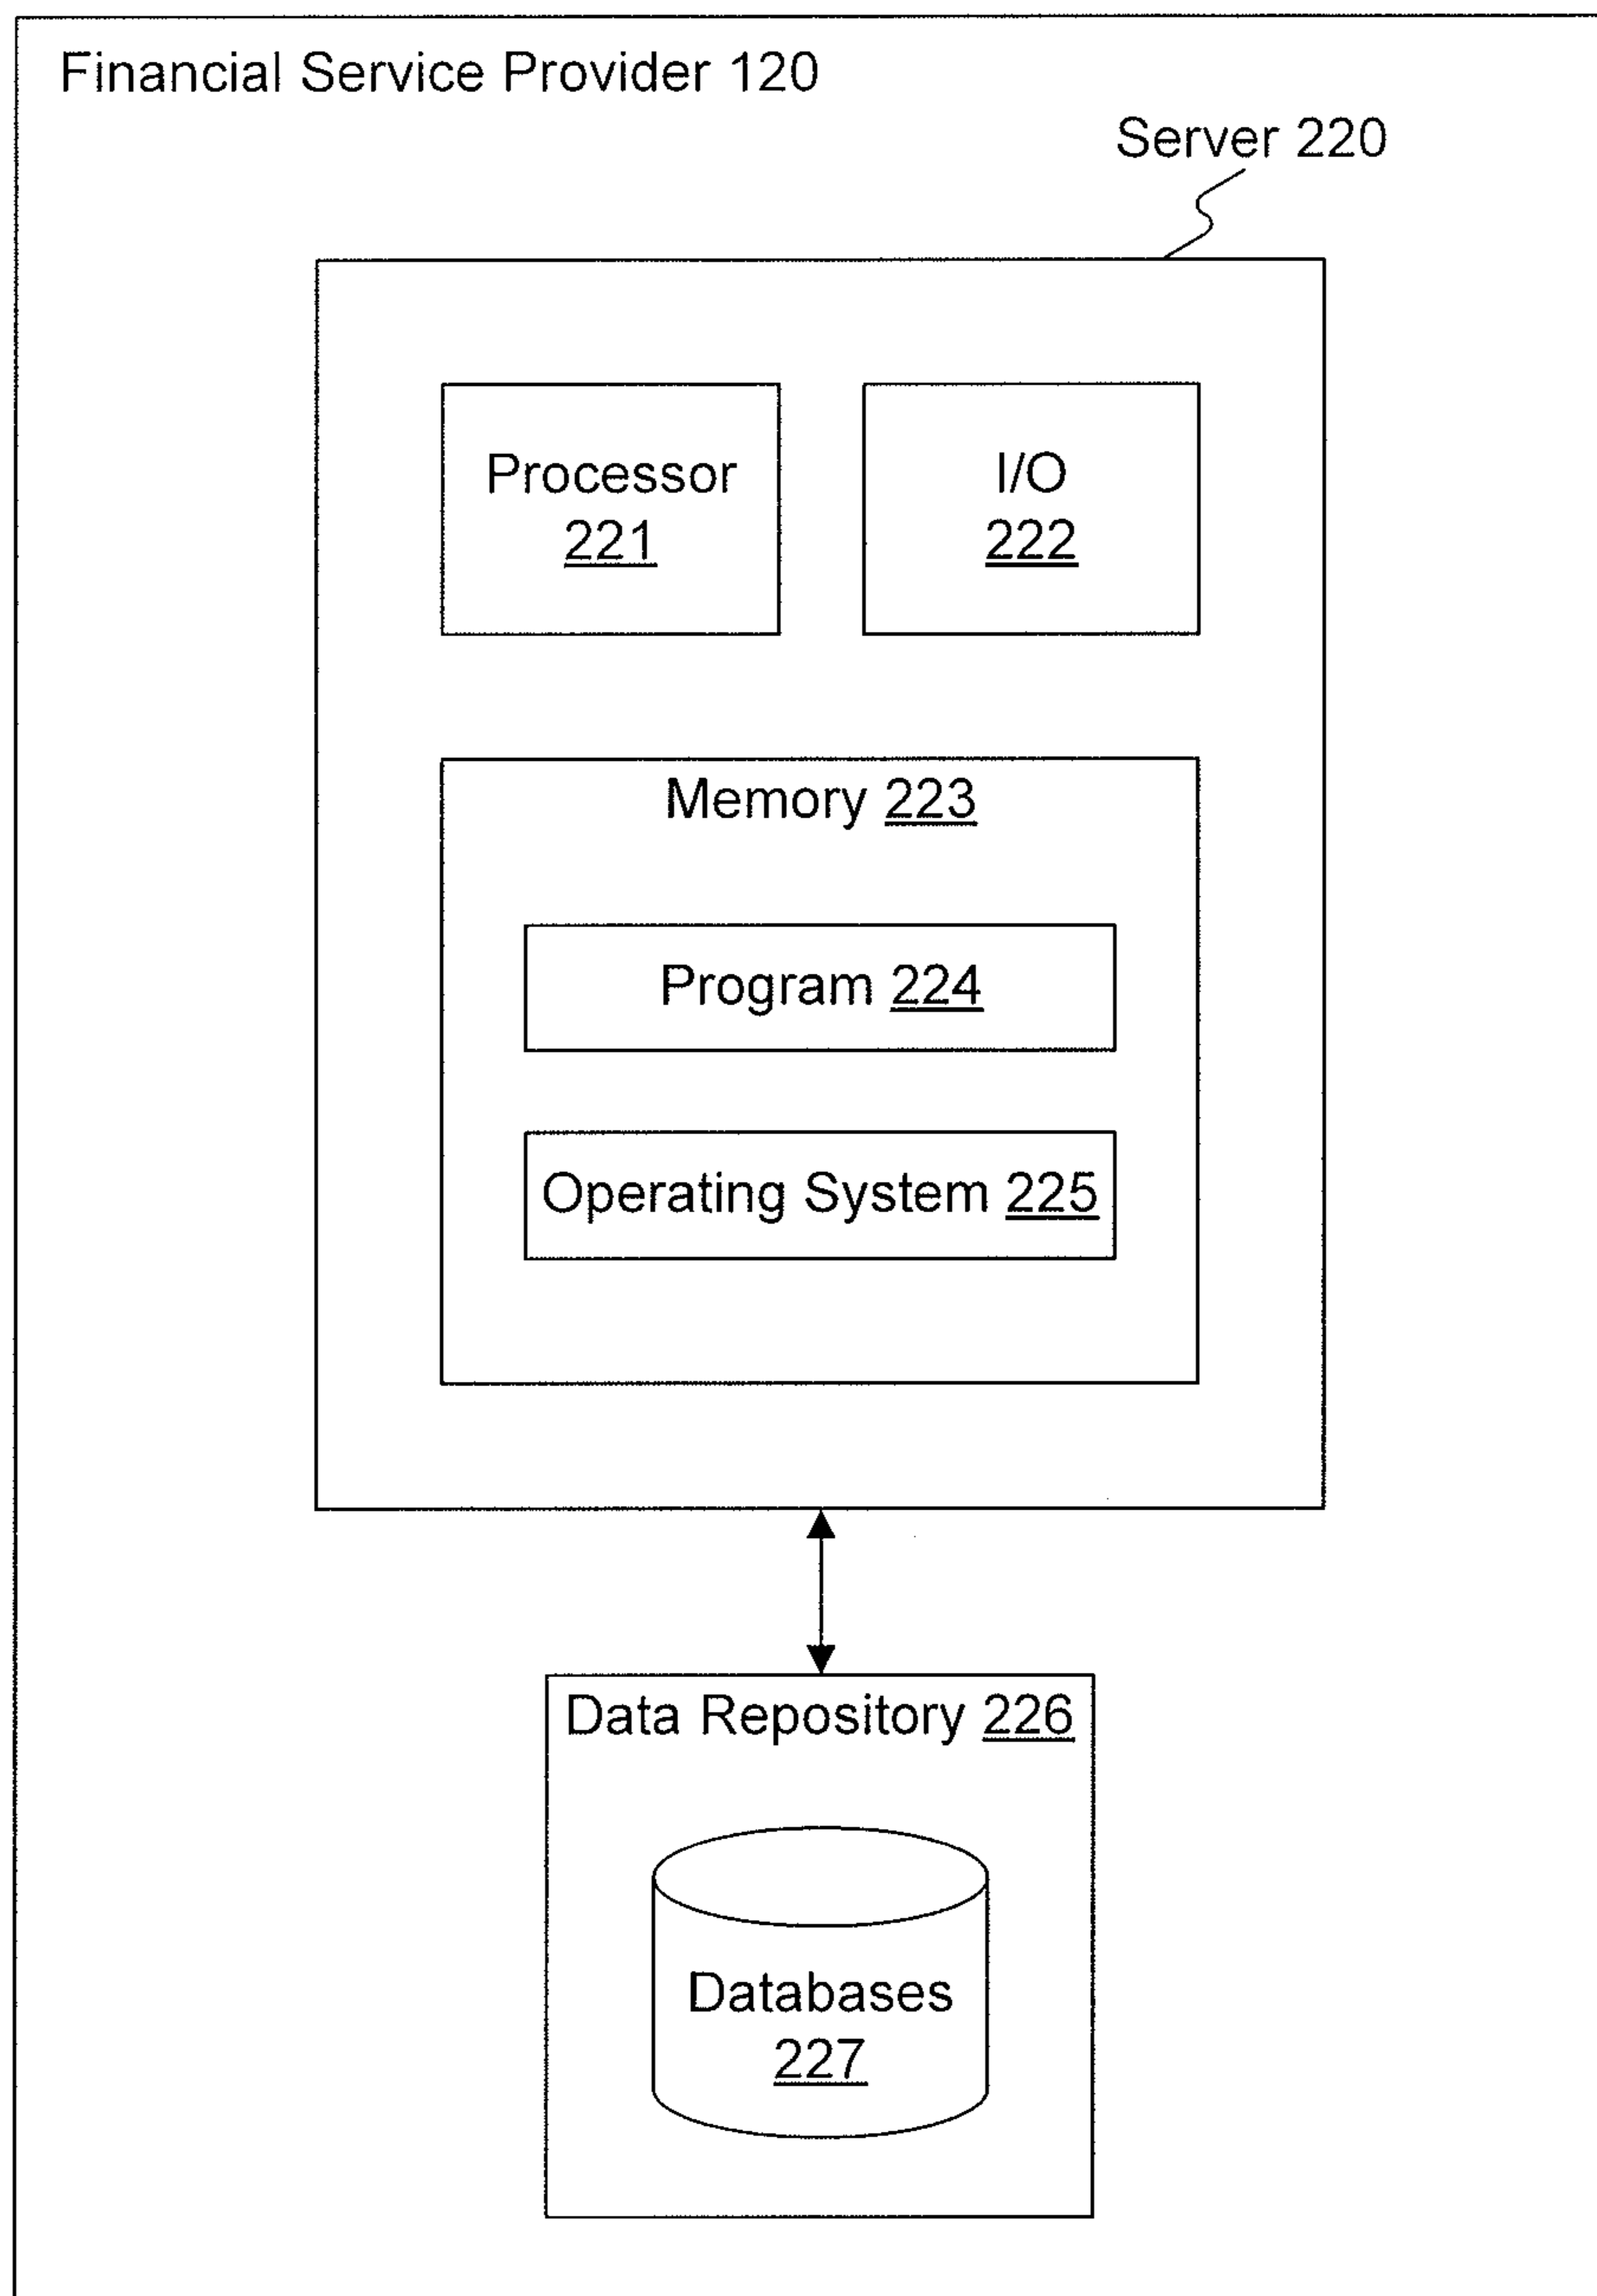 Financial Service Provider 120
Server 220
Processor
221
I/O
222
Memory 223
Program 224
Operating System 225
Data Repository 226
Databases
227